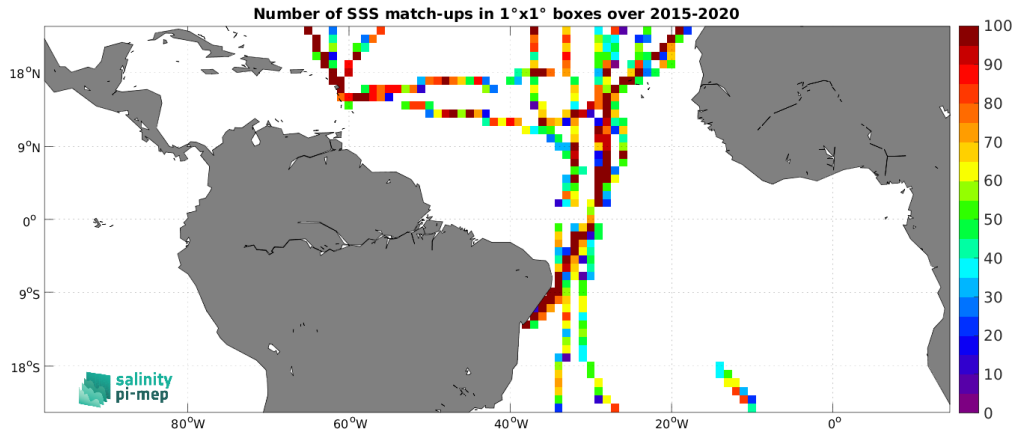 Number of SSS match-ups in 1°x1° boxes over 2015-2020
18°N
9°N
0°
9°S
18°S
80°W
60°W
40°W
20°W
0°
100
90
80
70
60
50
40
30
20
10
0
salinity
pi-mep